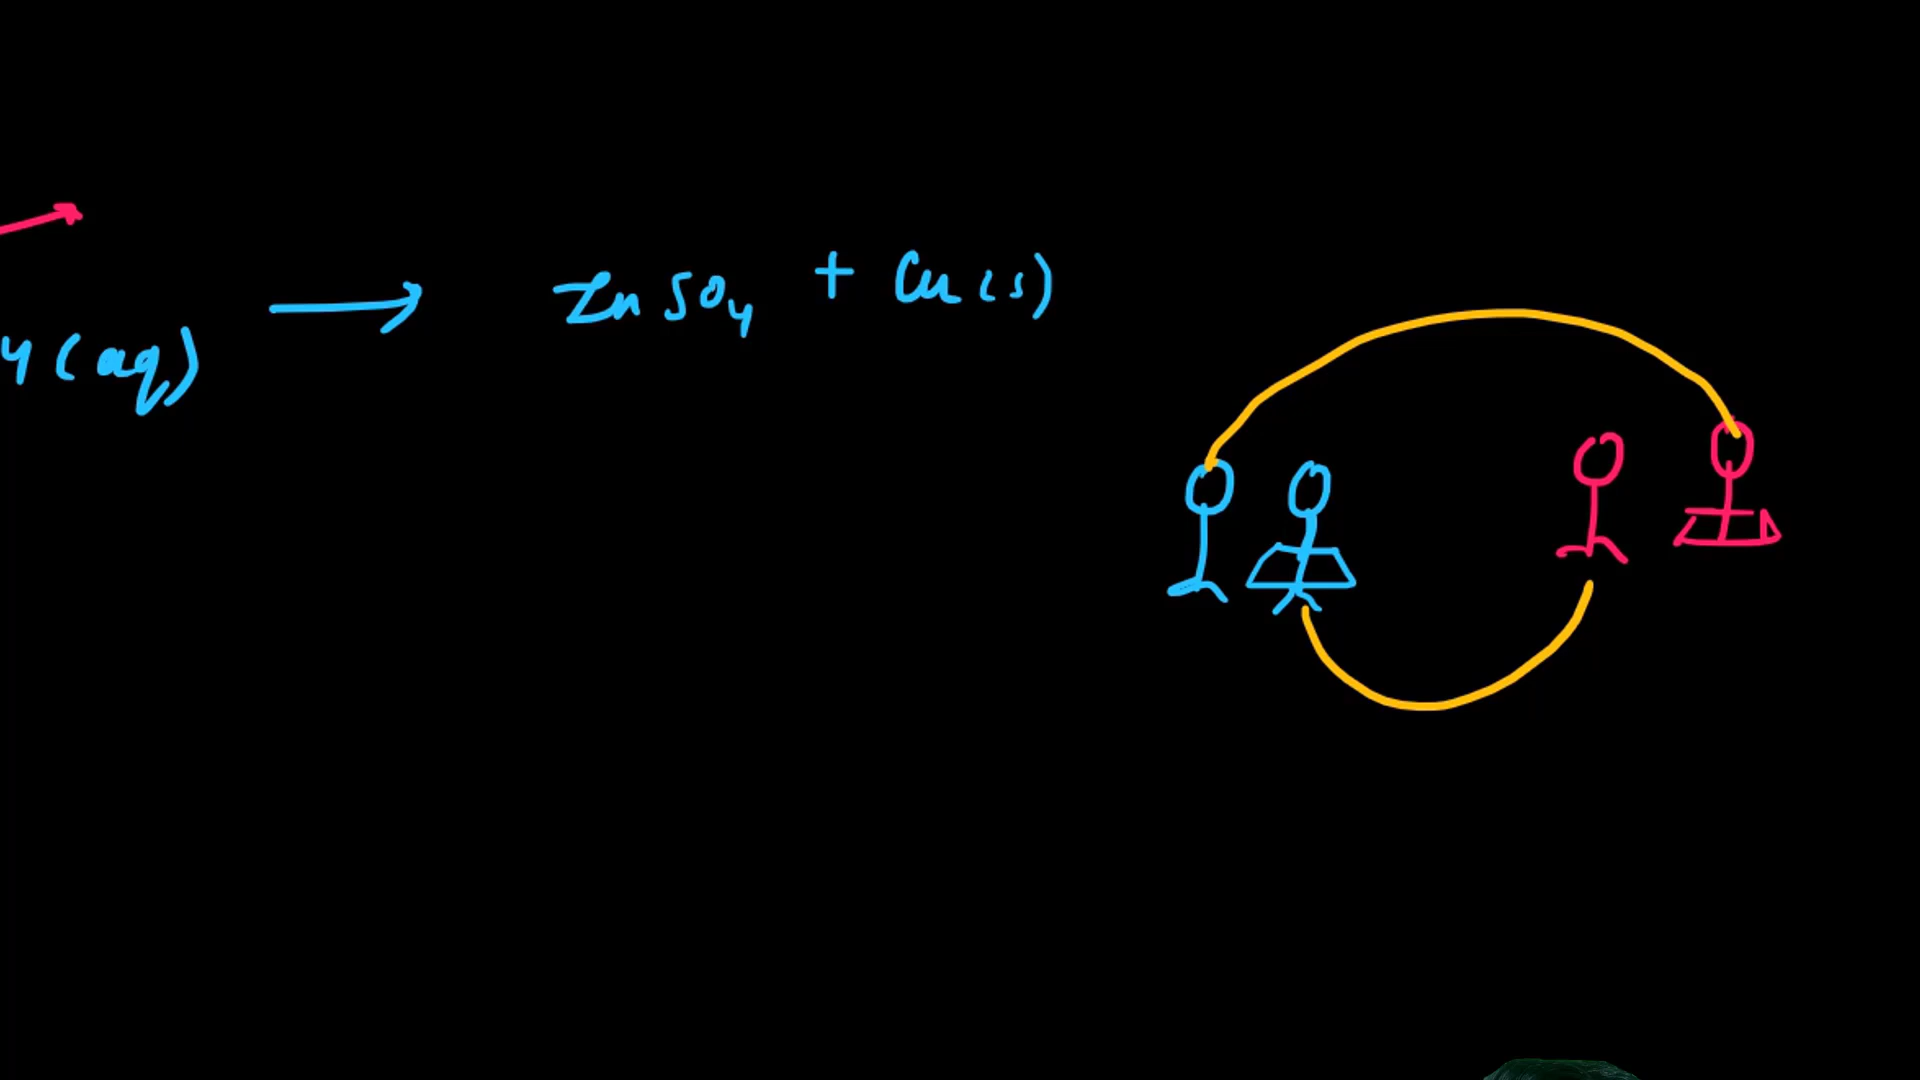 4 (aq) ⟶ ZnSO₄ + Cu (s)